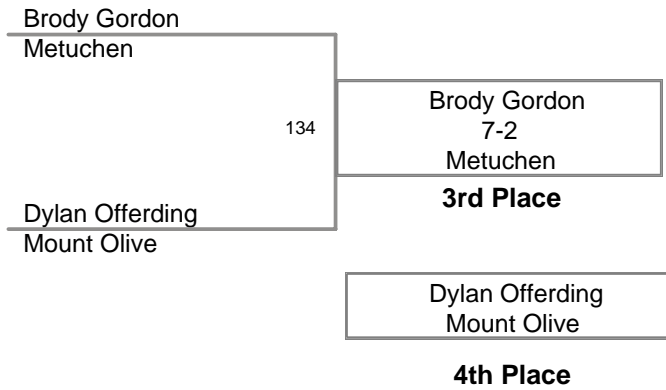 Brody Gordon
Metuchen
134
Brody Gordon
7-2
Metuchen
3rd Place
Dylan Offerding
Mount Olive
Dylan Offerding
Mount Olive
4th Place